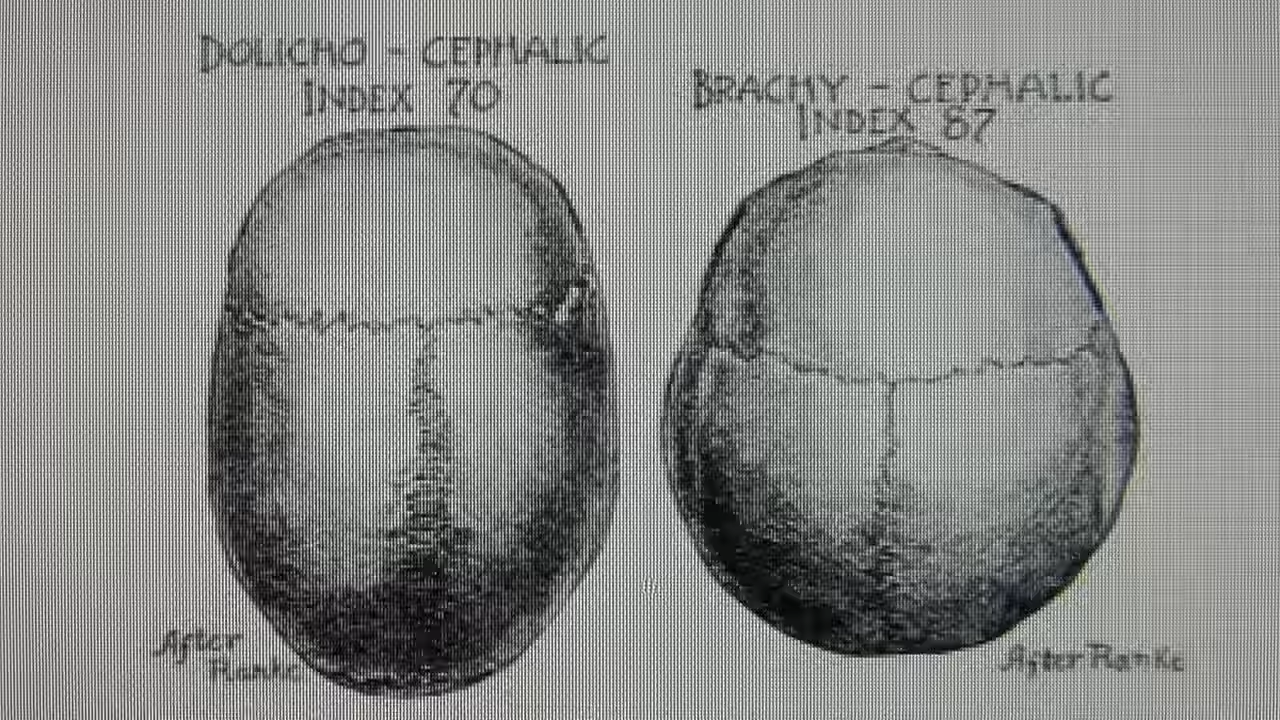 DOLICHO - CEPHALIC
INDEX 70
BRACHY - CEPHALIC
INDEX 87
After
Ranke
After Ranke